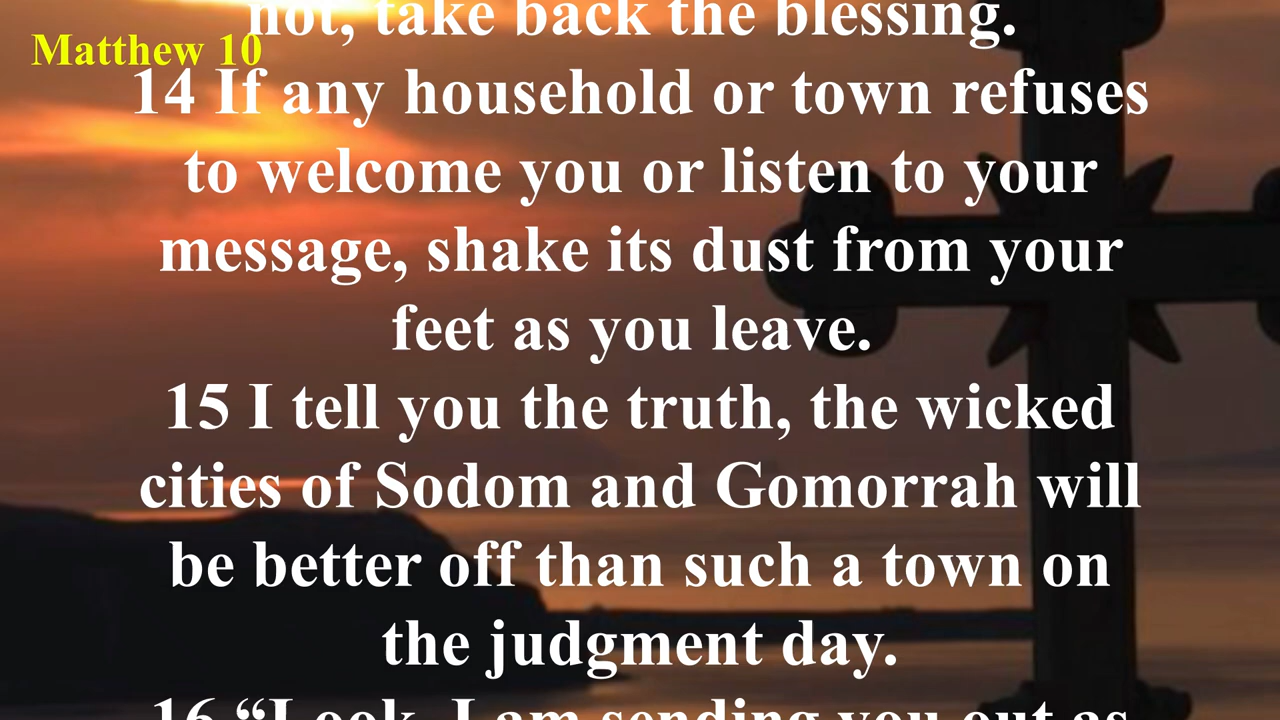 not, take back the blessing.
Matthew 10
14 If any household or town refuses
to welcome you or listen to your
message, shake its dust from your
feet as you leave.
15 I tell you the truth, the wicked
cities of Sodom and Gomorrah will
be better off than such a town on
the judgment day.
16 “Look, I am sending you out as